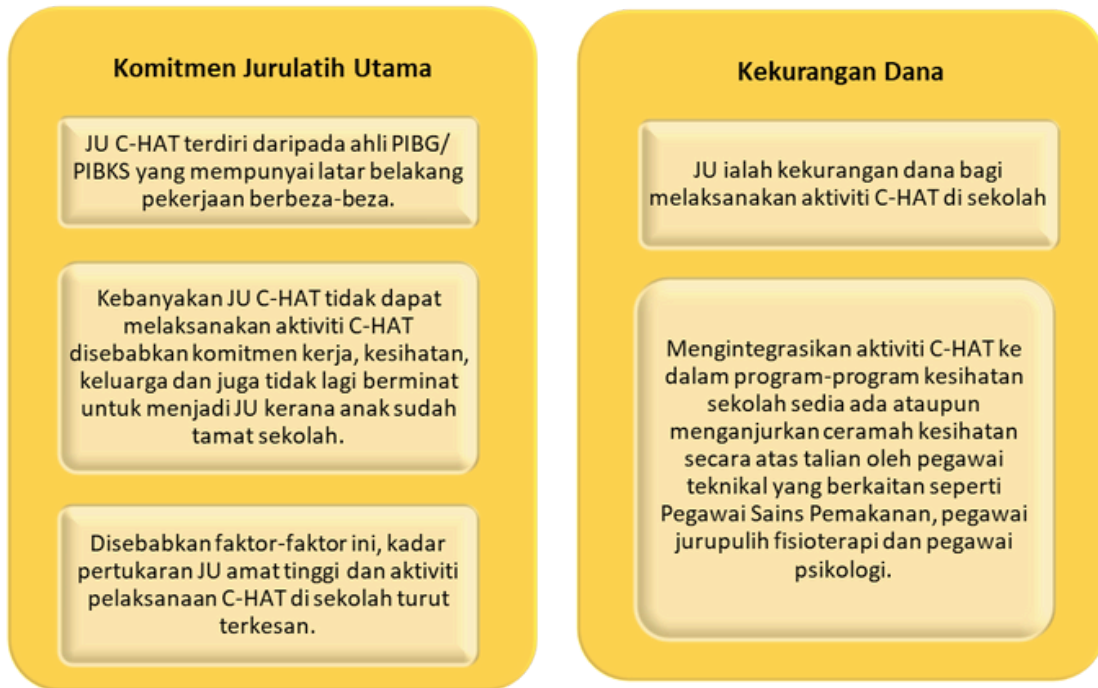 Komitmen Jurulatih Utama
JU C-HAT terdiri daripada ahli PIBG/
PIBKS yang mempunyai latar belakang
pekerjaan berbeza-beza.
Kebanyakan JU C-HAT tidak dapat
melaksanakan aktiviti C-HAT
disebabkan komitmen kerja, kesihatan,
keluarga dan juga tidak lagi berminat
untuk menjadi JU kerana anak sudah
tamat sekolah.
Disebabkan faktor-faktor ini, kadar
pertukaran JU amat tinggi dan aktiviti
pelaksanaan C-HAT di sekolah turut
terkesan.
Kekurangan Dana
JU ialah kekurangan dana bagi
melaksanakan aktiviti C-HAT di sekolah
Mengintegrasikan aktiviti C-HAT ke
dalam program-program kesihatan
sekolah sedia ada ataupun
menganjurkan ceramah kesihatan
secara atas talian oleh pegawai
teknikal yang berkaitan seperti
Pegawai Sains Pemakanan, pegawai
jurupulih fisioterapi dan pegawai
psikologi.